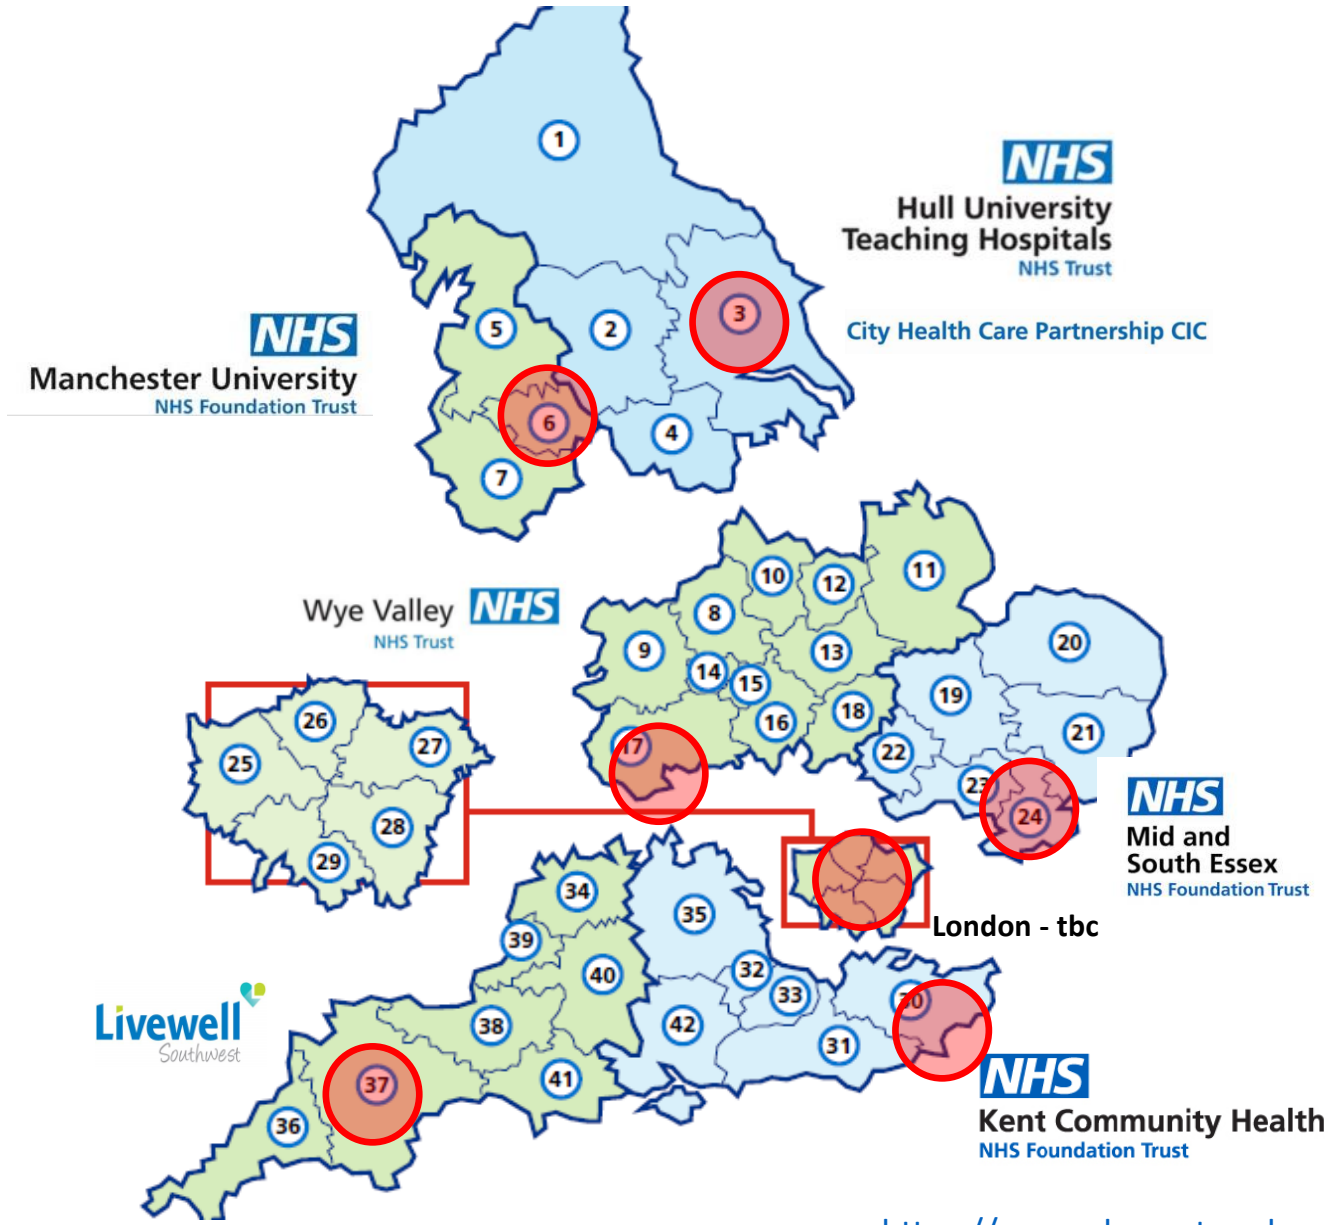 1
NHS
Hull University
Teaching Hospitals
NHS Trust
3
City Health Care Partnership CIC
5
2
NHS
Manchester University
NHS Foundation Trust
6
4
7
10
12
11
8
Wye Valley NHS
NHS Trust
9
13
20
14
15
19
16
18
21
26
27
17
22
25
23
24
NHS
Mid and
South Essex
NHS Foundation Trust
28
29
34
35
London - tbc
39
40
32
33
30
Livewell
Southwest
38
42
31
NHS
Kent Community Health
NHS Foundation Trust
37
41
36